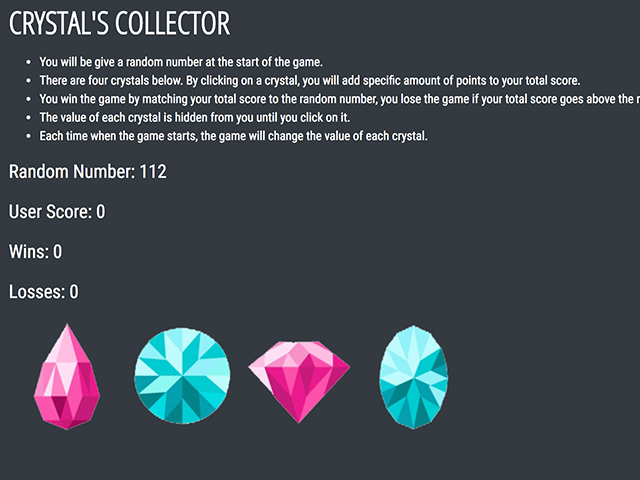 CRYSTAL'S COLLECTOR
You will be give a random number at the start of the game.
There are four crystals below. By clicking on a crystal, you will add specific amount of points to your total score.
You win the game by matching your total score to the random number, you lose the game if your total score goes above the
The value of each crystal is hidden from you until you click on it.
Each time when the game starts, the game will change the value of each crystal.
Random Number: 112
User Score: 0
Wins: 0
Losses: 0